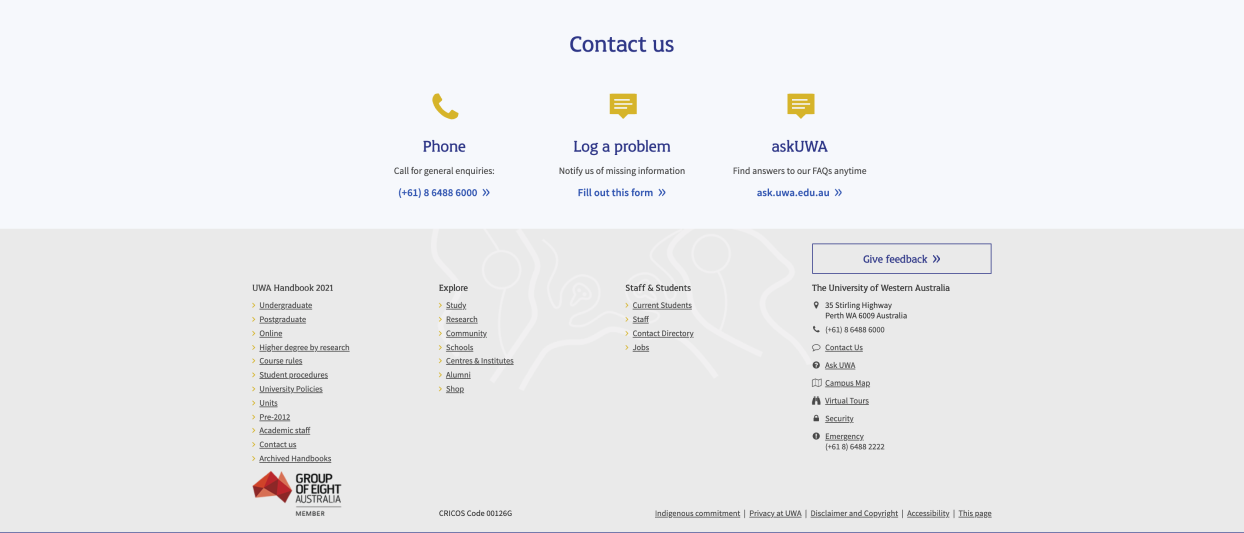 Contact us
Phone
Call for general enquiries:
(+61) 8 6488 6000 »
Log a problem
Notify us of missing information
Fill out this form »
askUWA
Find answers to our FAQs anytime
ask.uwa.edu.au »
Give feedback »
UWA Handbook 2021
Undergraduate
Postgraduate
Online
Higher degree by research
Course rules
Student procedures
University Policies
Units
Pre-2012
Academic staff
Contact us
Archived Handbooks
GROUP
OF EIGHT
AUSTRALIA
MEMBER
Explore
Study
Research
Community
Schools
Centres & Institutes
Alumni
Shop
Staff & Students
Current Students
Staff
Contact Directory
Jobs
The University of Western Australia
35 Stirling Highway
Perth WA 6009 Australia
(+61) 8 6488 6000
Contact Us
Ask UWA
Campus Map
Virtual Tours
Security
Emergency
(+61 8) 6488 2222
CRICOS Code 00126G
Indigenous commitment | Privacy at UWA | Disclaimer and Copyright | Accessibility | This page